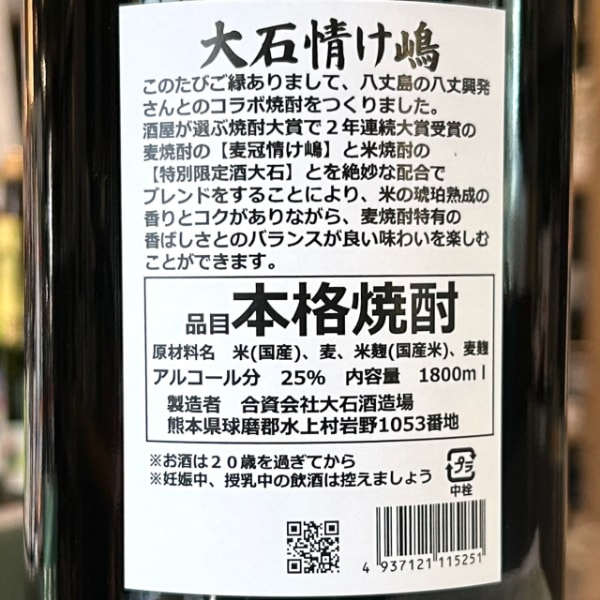 大石情け嶋
このたびご縁ありまして、八丈島の八丈興発
さんとのコラボ焼酎をつくりました。
酒屋が選ぶ焼酎大賞で２年連続大賞受賞の
麦焼酎の【麦冠情け嶋】と米焼酎の
【特別限定酒大石】とを絶妙な配合で
ブレンドをすることにより、米の琥珀熟成の
香りとコクがありながら、麦焼酎特有の
香ばしさとのバランスが良い味わいを楽しむ
ことができます。
品目本格焼酎
原材料名 米(国産)、麦、米麹(国産米)、麦麹
アルコール分 25% 内容量 1800ml
製造者 合資会社大石酒造場
熊本県球磨郡水上村岩野1053番地
※お酒は２０歳を過ぎてから
※妊娠中、授乳中の飲酒は控えましょう
プラ
中栓
4 937121 115251